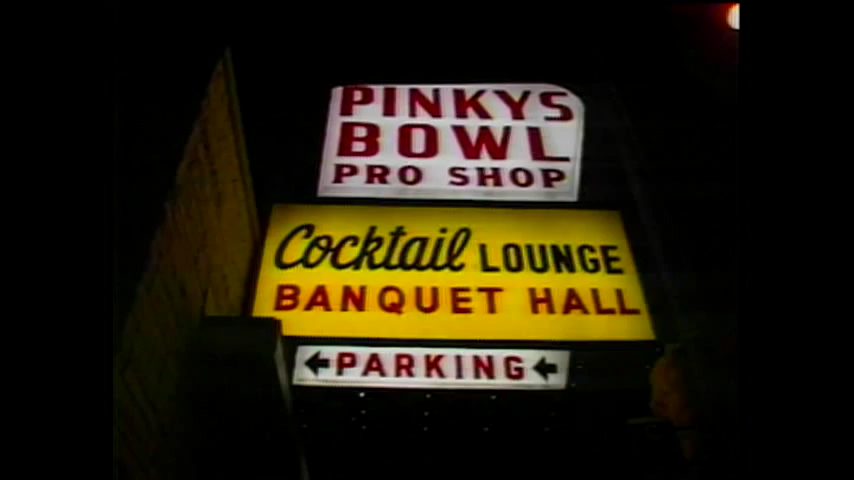 PINKYS
BOWL
PRO SHOP
Cocktail LOUNGE
BANQUET HALL
←PARKING←